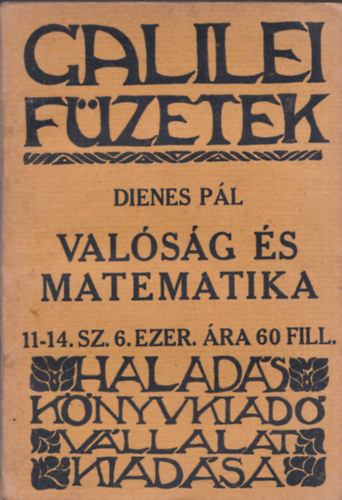 GALILEI
FÜZETEK
DIENES PÁL
VALÓSÁG ÉS
MATEMATIKA
11-14. SZ. 6. EZER. ÁRA 60 FILL.
HALADÁS
KÖNYVKIADÓ
VÁLLALAT
KIADÁSA